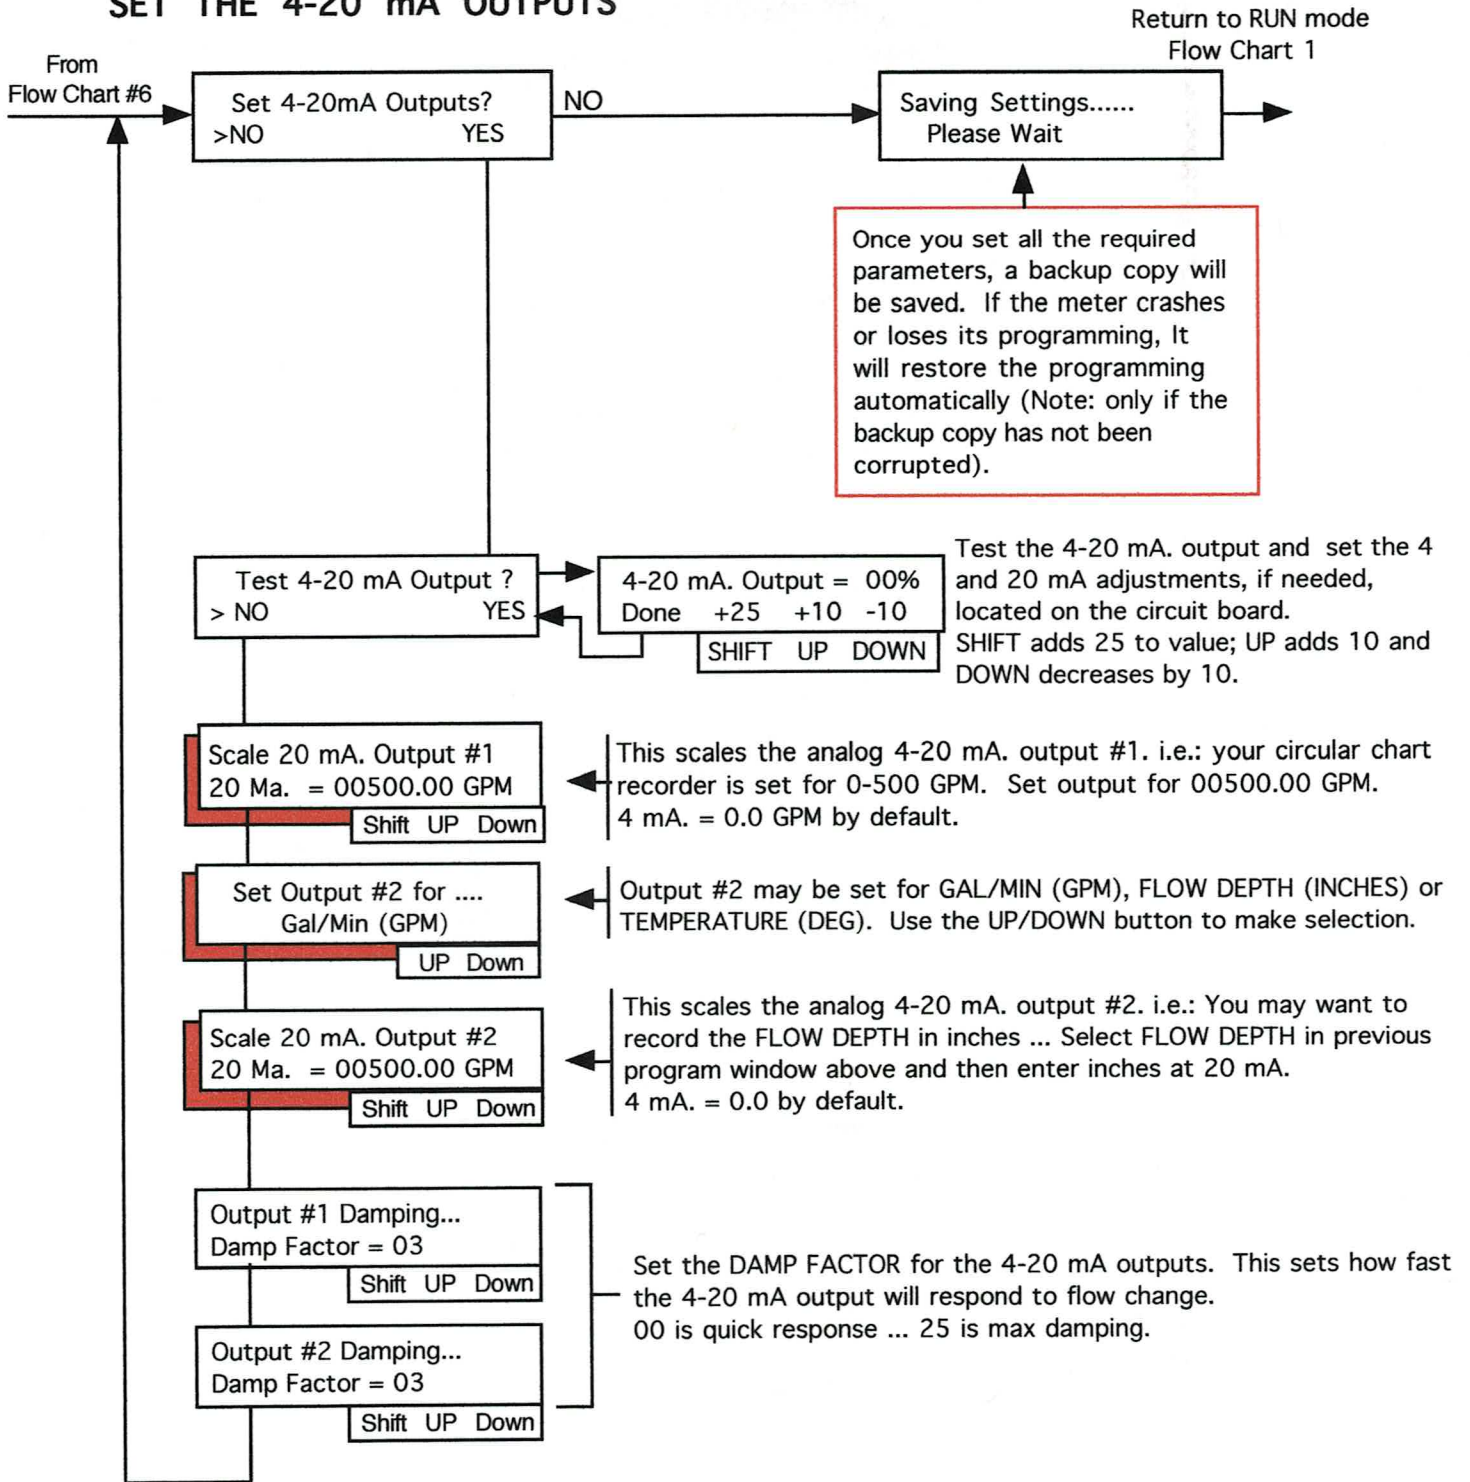 SET THE 4-20 mA OUTPUTS
Return to RUN mode
Flow Chart 1
From
Flow Chart #6
Set 4-20mA Outputs?
>NO YES
NO
Saving Settings......
Please Wait
Once you set all the required
parameters, a backup copy will
be saved. If the meter crashes
or loses its programming, It
will restore the programming
automatically (Note: only if the
backup copy has not been
corrupted).
Test 4-20 mA Output ?
> NO YES
4-20 mA. Output = 00%
Done +25 +10 -10
SHIFT UP DOWN
Test the 4-20 mA. output and set the 4
and 20 mA adjustments, if needed,
located on the circuit board.
SHIFT adds 25 to value; UP adds 10 and
DOWN decreases by 10.
Scale 20 mA. Output #1
20 Ma. = 00500.00 GPM
Shift UP Down
This scales the analog 4-20 mA. output #1. i.e.: your circular chart
recorder is set for 0-500 GPM. Set output for 00500.00 GPM.
4 mA. = 0.0 GPM by default.
Set Output #2 for ....
Gal/Min (GPM)
UP Down
Output #2 may be set for GAL/MIN (GPM), FLOW DEPTH (INCHES) or
TEMPERATURE (DEG). Use the UP/DOWN button to make selection.
Scale 20 mA. Output #2
20 Ma. = 00500.00 GPM
Shift UP Down
This scales the analog 4-20 mA. output #2. i.e.: You may want to
record the FLOW DEPTH in inches ... Select FLOW DEPTH in previous
program window above and then enter inches at 20 mA.
4 mA. = 0.0 by default.
Output #1 Damping...
Damp Factor = 03
Shift UP Down
Output #2 Damping...
Damp Factor = 03
Shift UP Down
Set the DAMP FACTOR for the 4-20 mA outputs. This sets how fast
the 4-20 mA output will respond to flow change.
00 is quick response ... 25 is max damping.